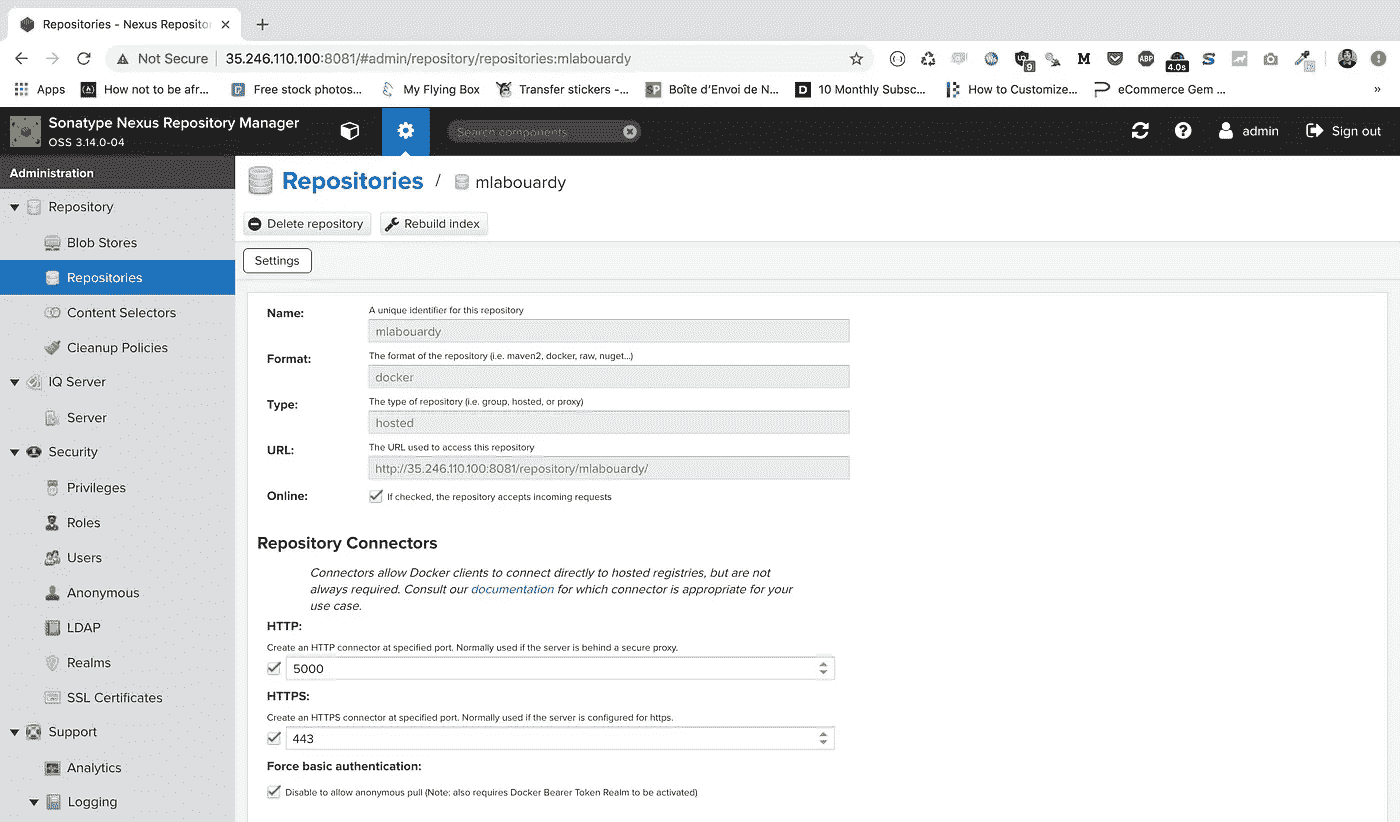 Repositories - Nexus Reposito
Not Secure
35.246.110.100:8081/#admin/repository/repositories:mlabouardy
9
M
ABP
4.0s
Apps
How not to be afr...
Free stock photos...
My Flying Box
Transfer stickers -...
SP
Boîte d'Envoi de N...
D
10 Monthly Subsc...
How to Customize...
eCommerce Gem ...
»
Sonatype Nexus Repository Manager
OSS 3.14.0-04
Search components
admin
Sign out
Administration
Repository
Blob Stores
Repositories
Content Selectors
Cleanup Policies
IQ Server
Server
Security
Privileges
Roles
Users
Anonymous
LDAP
Realms
SSL Certificates
Support
Analytics
Logging
Repositories / mlabouardy
Delete repository
Rebuild index
Settings
Name:
A unique identifier for this repository
mlabouardy
Format:
The format of the repository (i.e. maven2, docker, raw, nuget...)
docker
Type:
The type of repository (i.e. group, hosted, or proxy)
hosted
URL:
The URL used to access this repository
http://35.246.110.100:8081/repository/mlabouardy/
Online:
If checked, the repository accepts incoming requests
Repository Connectors
Connectors allow Docker clients to connect directly to hosted registries, but are not
always required. Consult our documentation for which connector is appropriate for your
use case.
HTTP:
Create an HTTP connector at specified port. Normally used if the server is behind a secure proxy.
5000
HTTPS:
Create an HTTPS connector at specified port. Normally used if the server is configured for https.
443
Force basic authentication:
Disable to allow anonymous pull (Note: also requires Docker Bearer Token Realm to be activated)